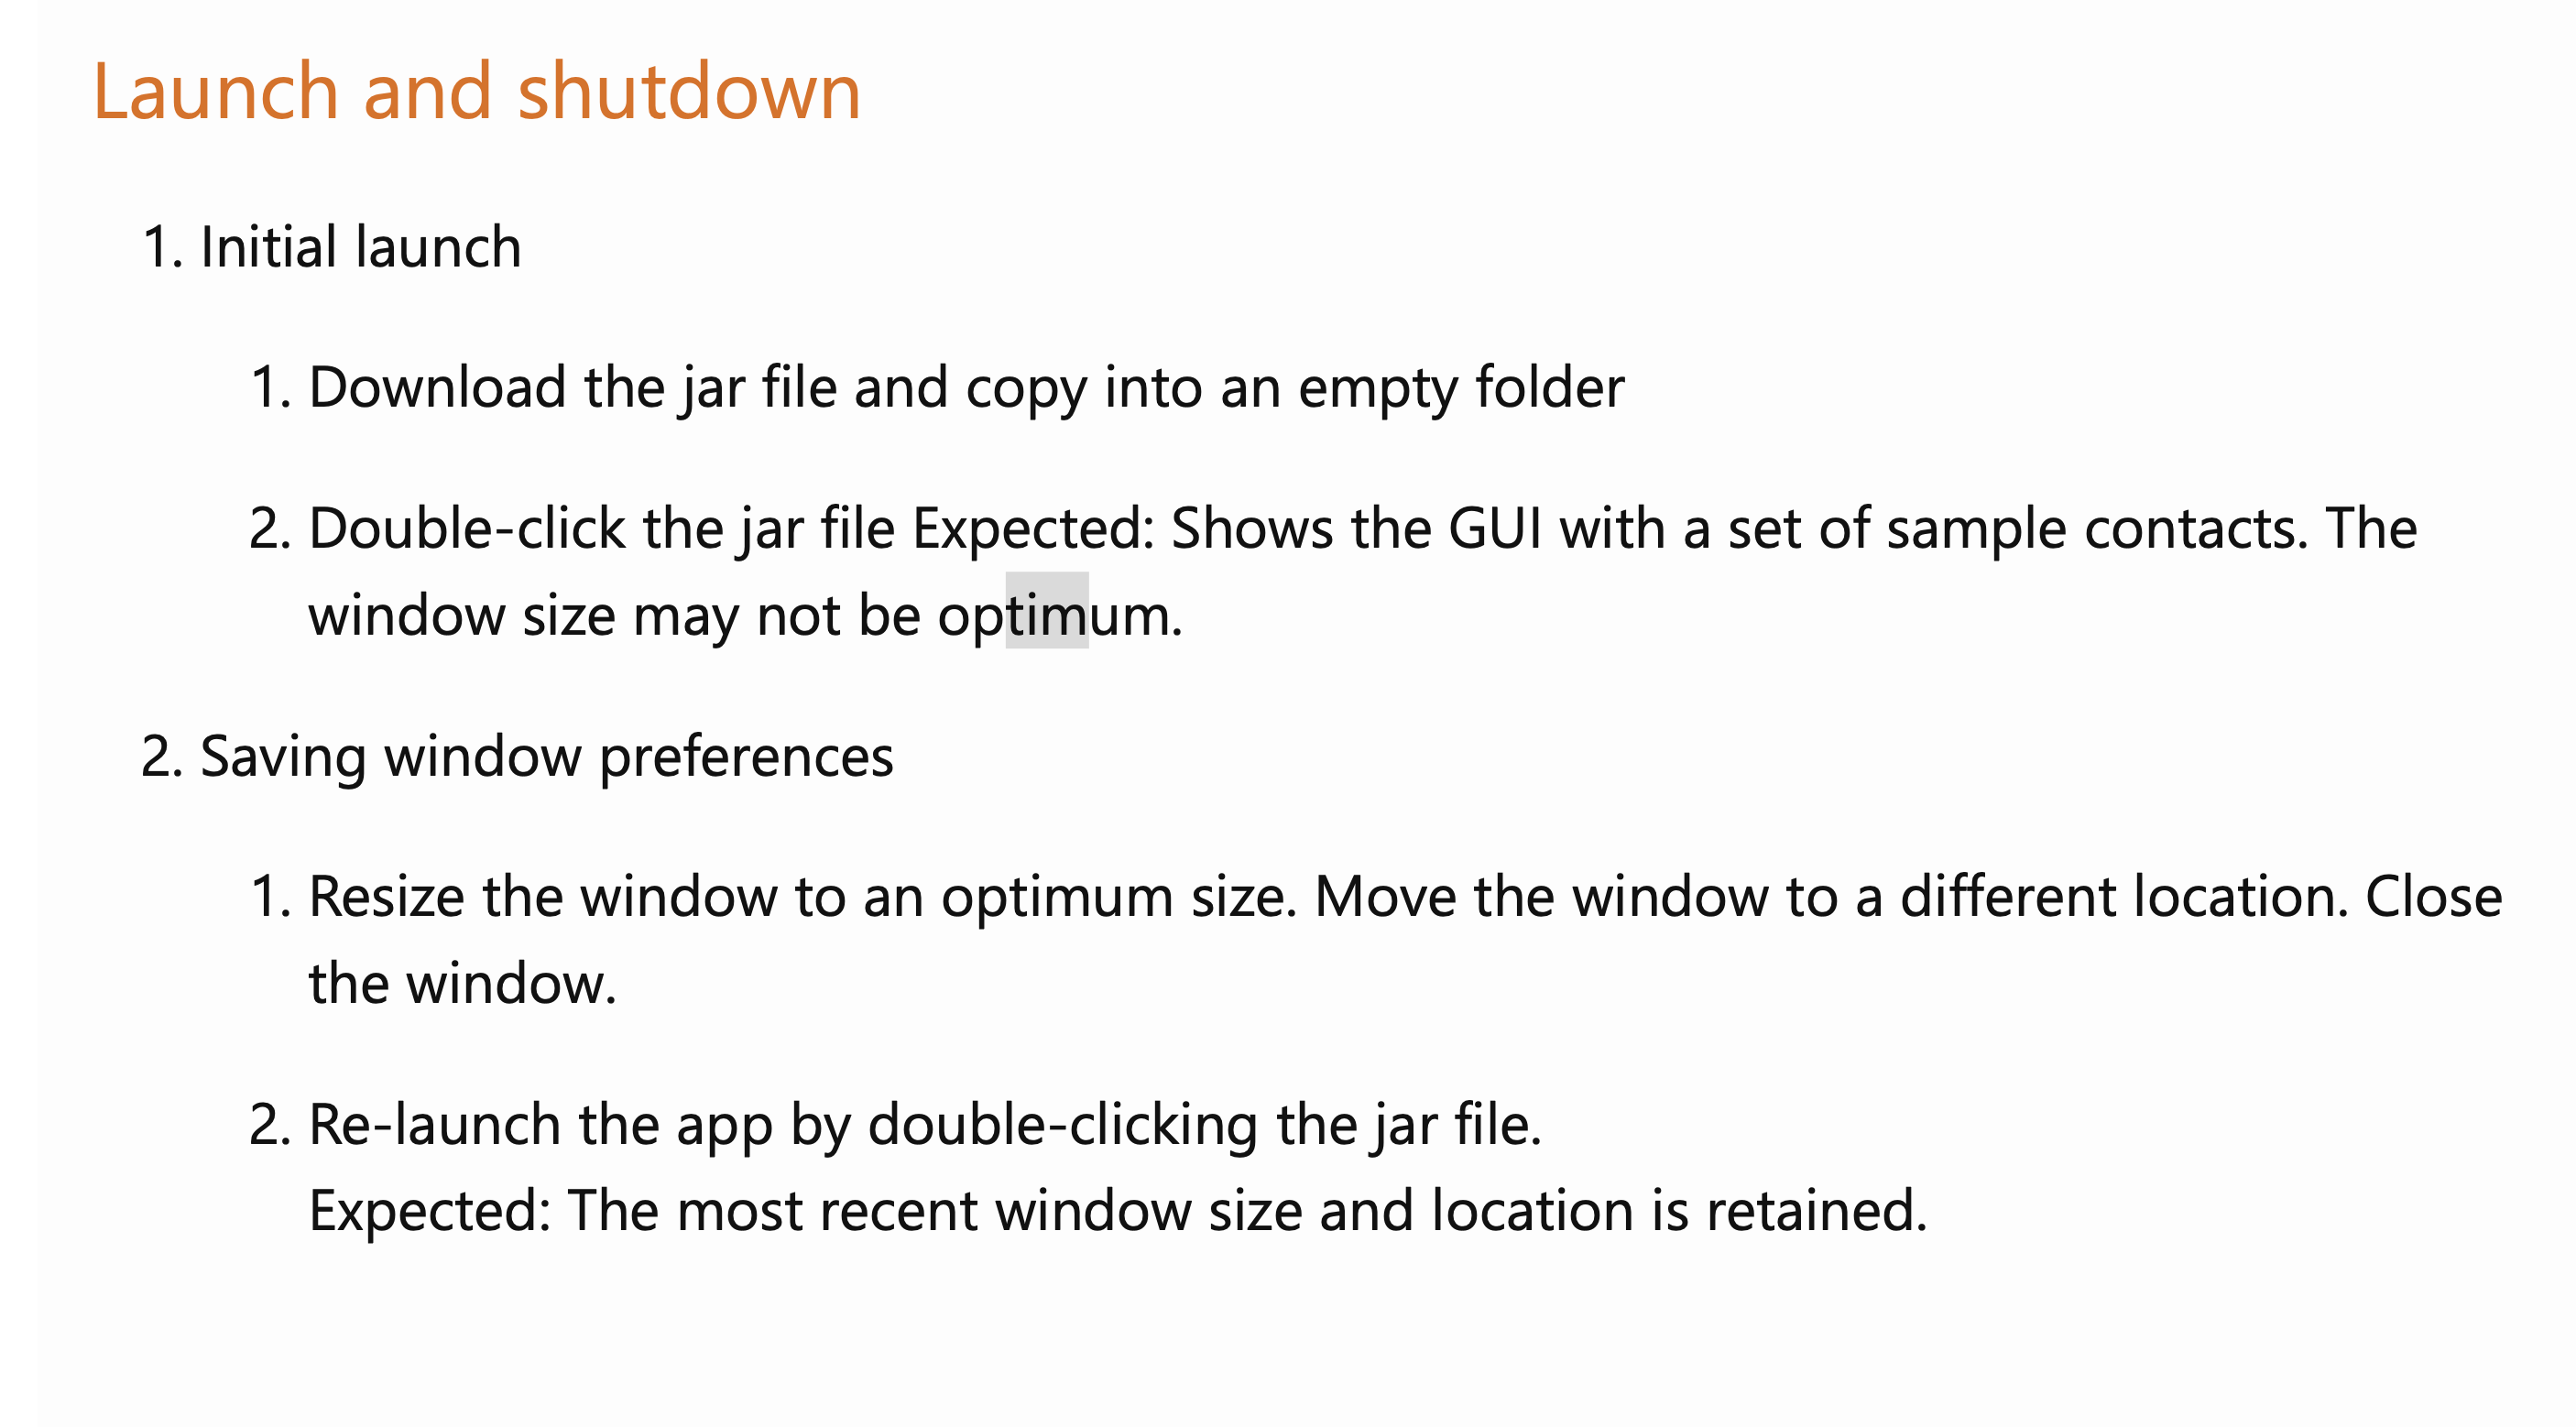 Launch and shutdown
1. Initial launch
1. Download the jar file and copy into an empty folder
2. Double-click the jar file Expected: Shows the GUI with a set of sample contacts. The
window size may not be optimum.
2. Saving window preferences
1. Resize the window to an optimum size. Move the window to a different location. Close
the window.
2. Re-launch the app by double-clicking the jar file.
Expected: The most recent window size and location is retained.